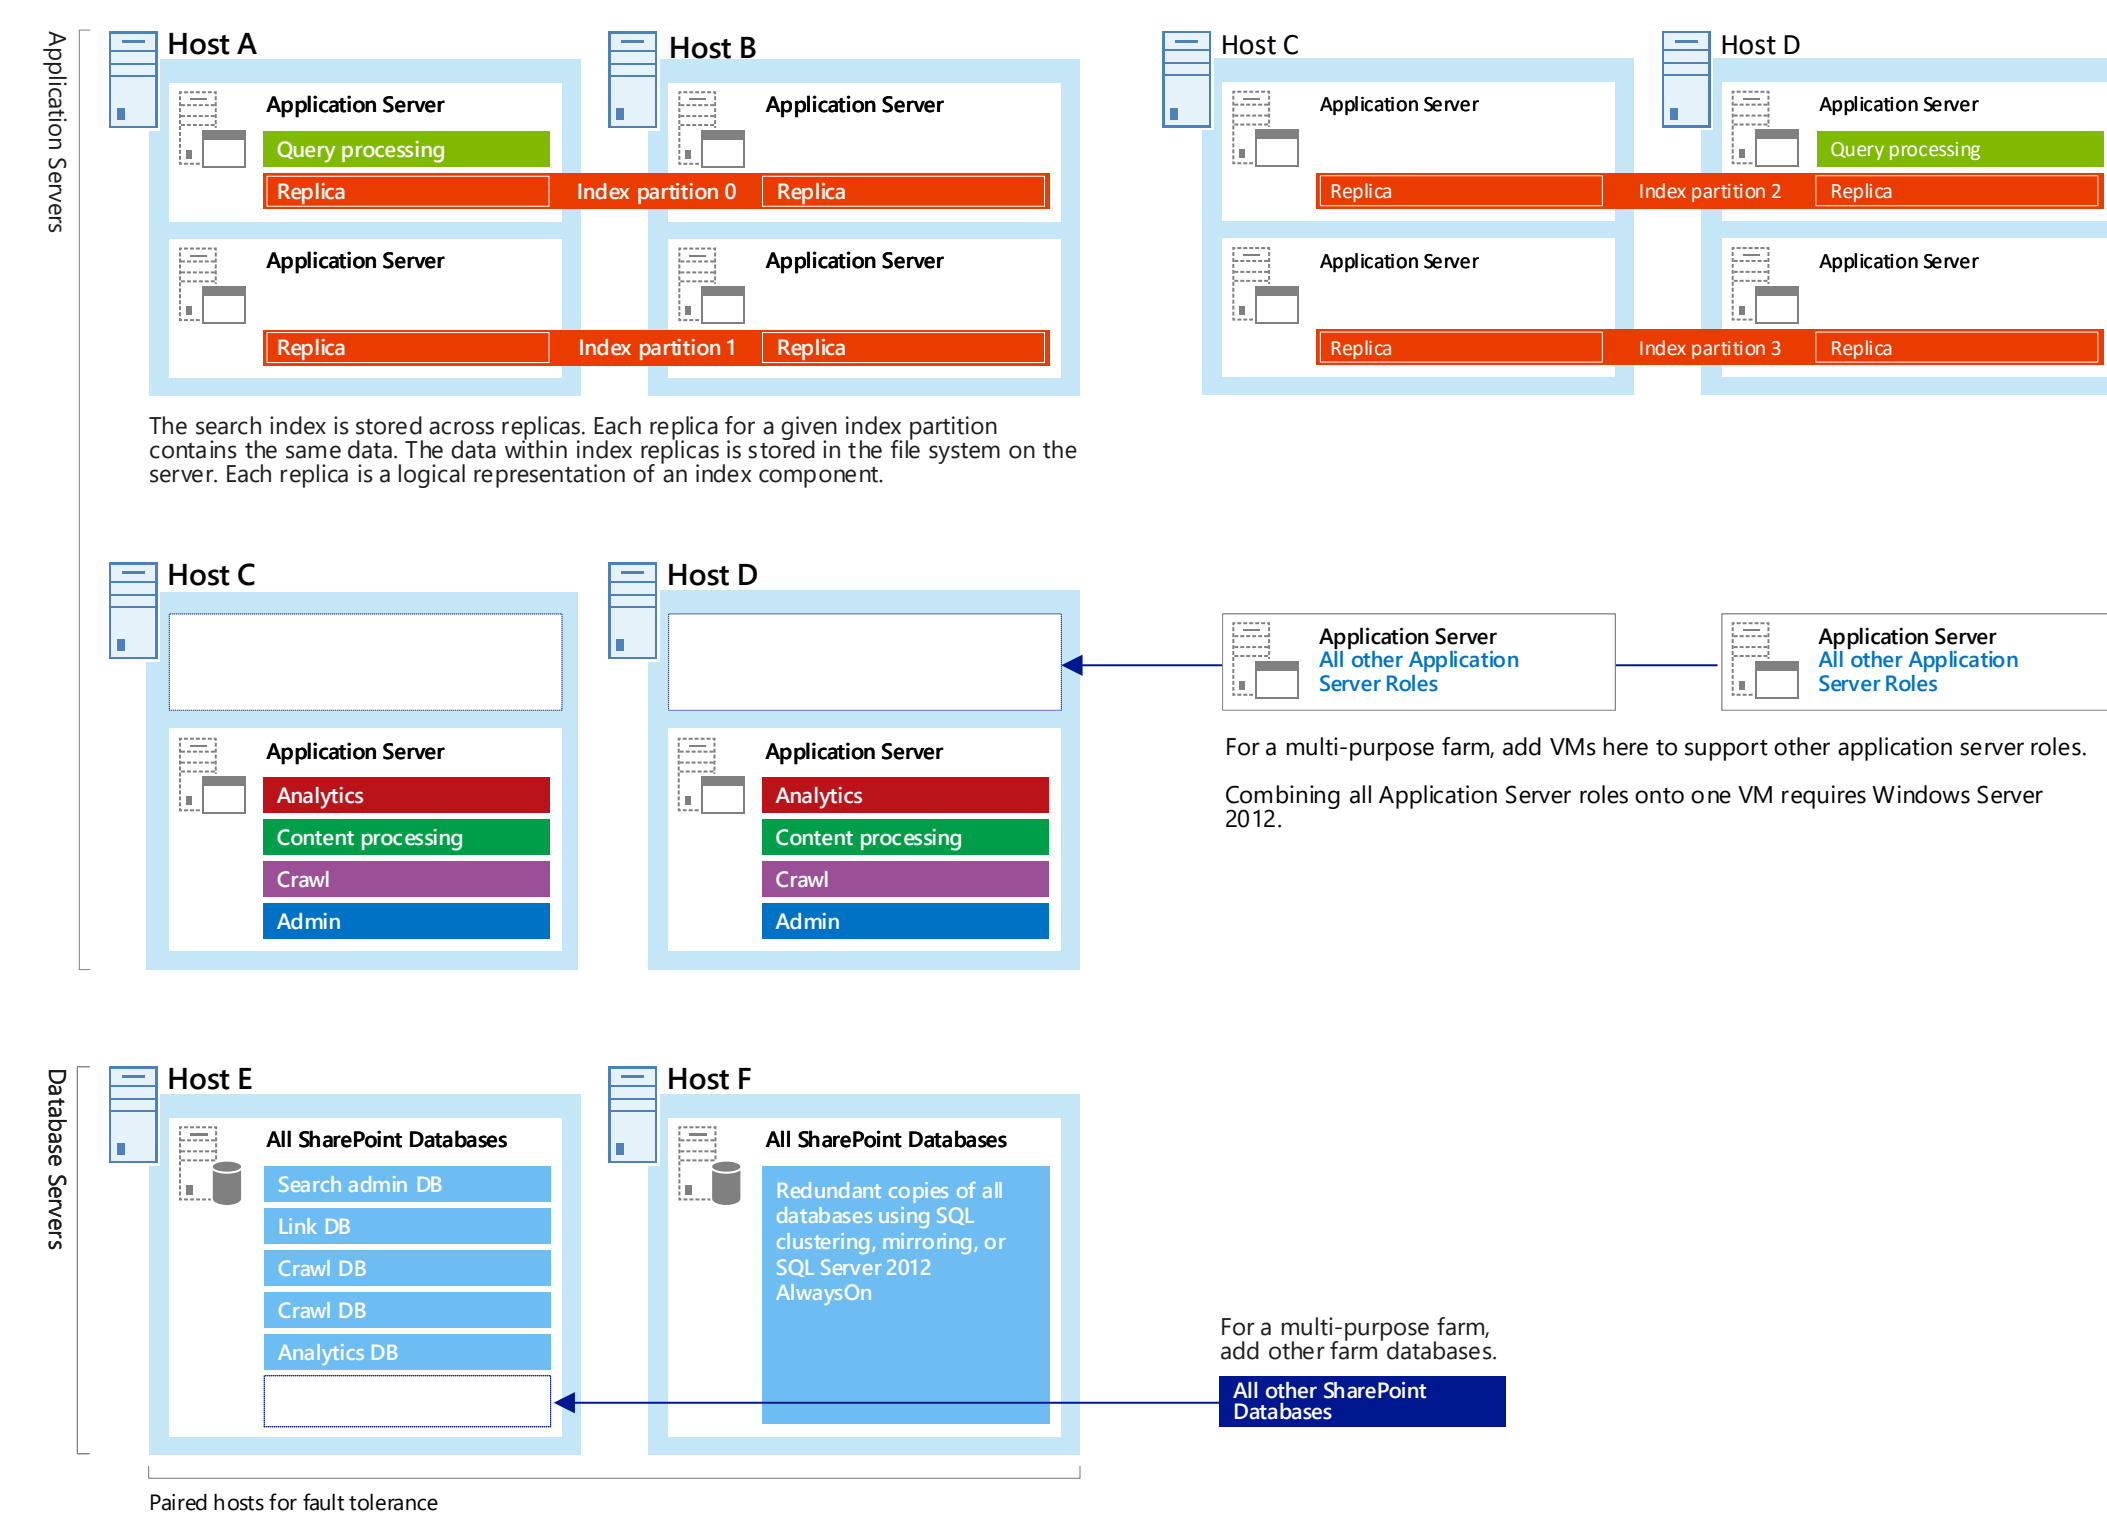 Application Servers
Host A
Application Server
Query processing
Replica
Index partition 0
Host B
Application Server
Replica
Application Server
Replica
Index partition 1
Application Server
Replica
Host C
Application Server
Replica
Index partition 2
Host D
Application Server
Query processing
Replica
Application Server
Replica
Index partition 3
Application Server
Replica
The search index is stored across replicas. Each replica for a given index partition
contains the same data. The data within index replicas is stored in the file system on the
server. Each replica is a logical representation of an index component.
Host C
Application Server
Analytics
Content processing
Crawl
Admin
Host D
Application Server
Analytics
Content processing
Crawl
Admin
Application Server
All other Application
Server Roles
Application Server
All other Application
Server Roles
For a multi-purpose farm, add VMs here to support other application server roles.
Combining all Application Server roles onto one VM requires Windows Server
2012.
Database Servers
Host E
All SharePoint Databases
Search admin DB
Link DB
Crawl DB
Crawl DB
Analytics DB
Host F
All SharePoint Databases
Redundant copies of all
databases using SQL
clustering, mirroring, or
SQL Server 2012
AlwaysOn
For a multi-purpose farm,
add other farm databases.
All other SharePoint
Databases
Paired hosts for fault tolerance